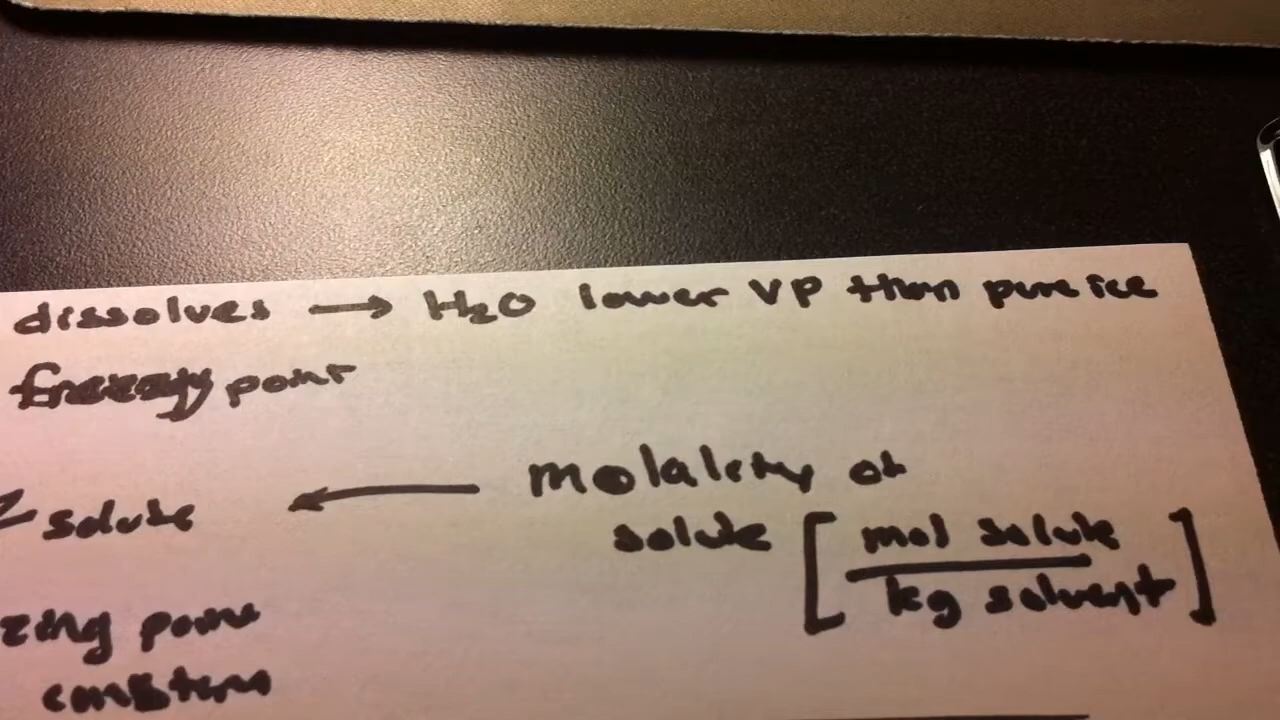 dissolves → H₂O lower VP than pure ice
freezing point
solute ← molality of
solute [mol solute / kg solvent]
zing point
constant